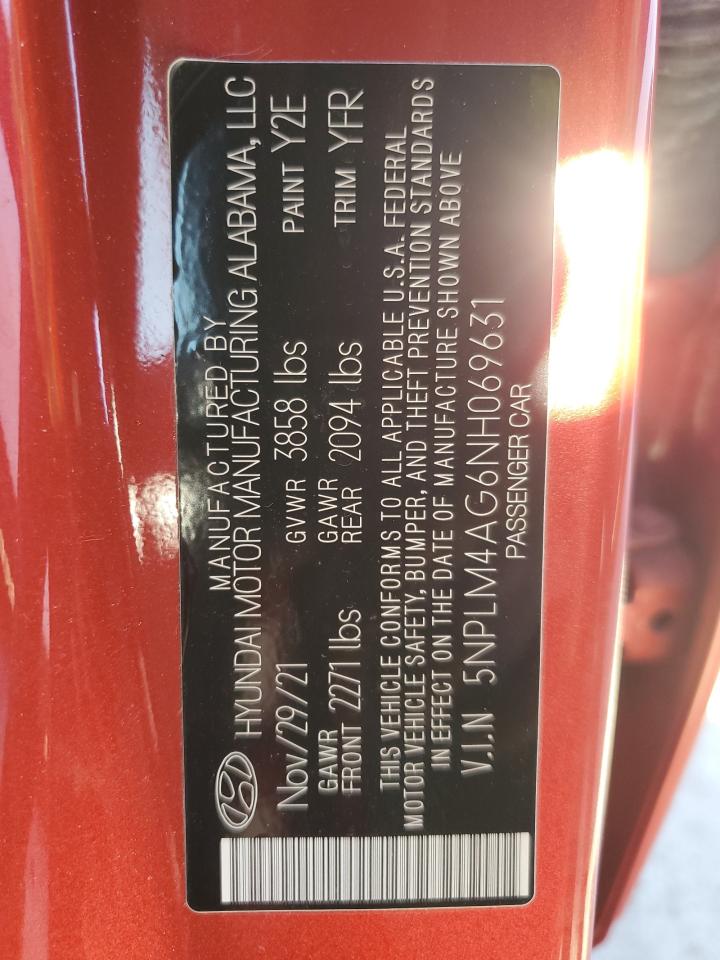 MANUFACTURED BY
HYUNDAI MOTOR MANUFACTURING ALABAMA, LLC
Nov/29/21 GVWR 3858 lbs PAINT Y2E
GAWR GAWR
FRONT 2271 lbs REAR 2094 lbs TRIM YFR
THIS VEHICLE CONFORMS TO ALL APPLICABLE U.S.A. FEDERAL
MOTOR VEHICLE SAFETY, BUMPER, AND THEFT PREVENTION STANDARDS
IN EFFECT ON THE DATE OF MANUFACTURE SHOWN ABOVE
V.I.N 5NPLM4AG6NH069631
PASSENGER CAR